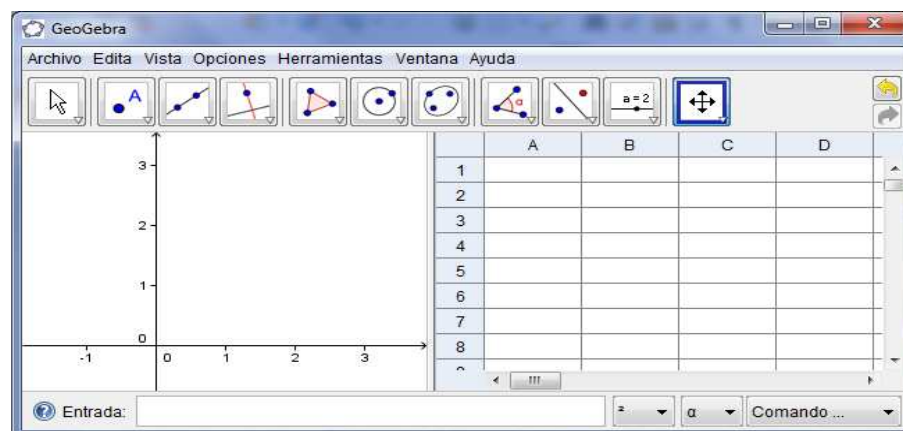 GeoGebra
Archivo Edita Vista Opciones Herramientas Ventana Ayuda
A α a = 2
A B C D
3
2
1
0
-1 0 1 2 3
1
2
3
4
5
6
7
8
Entrada: ² α Comando ...